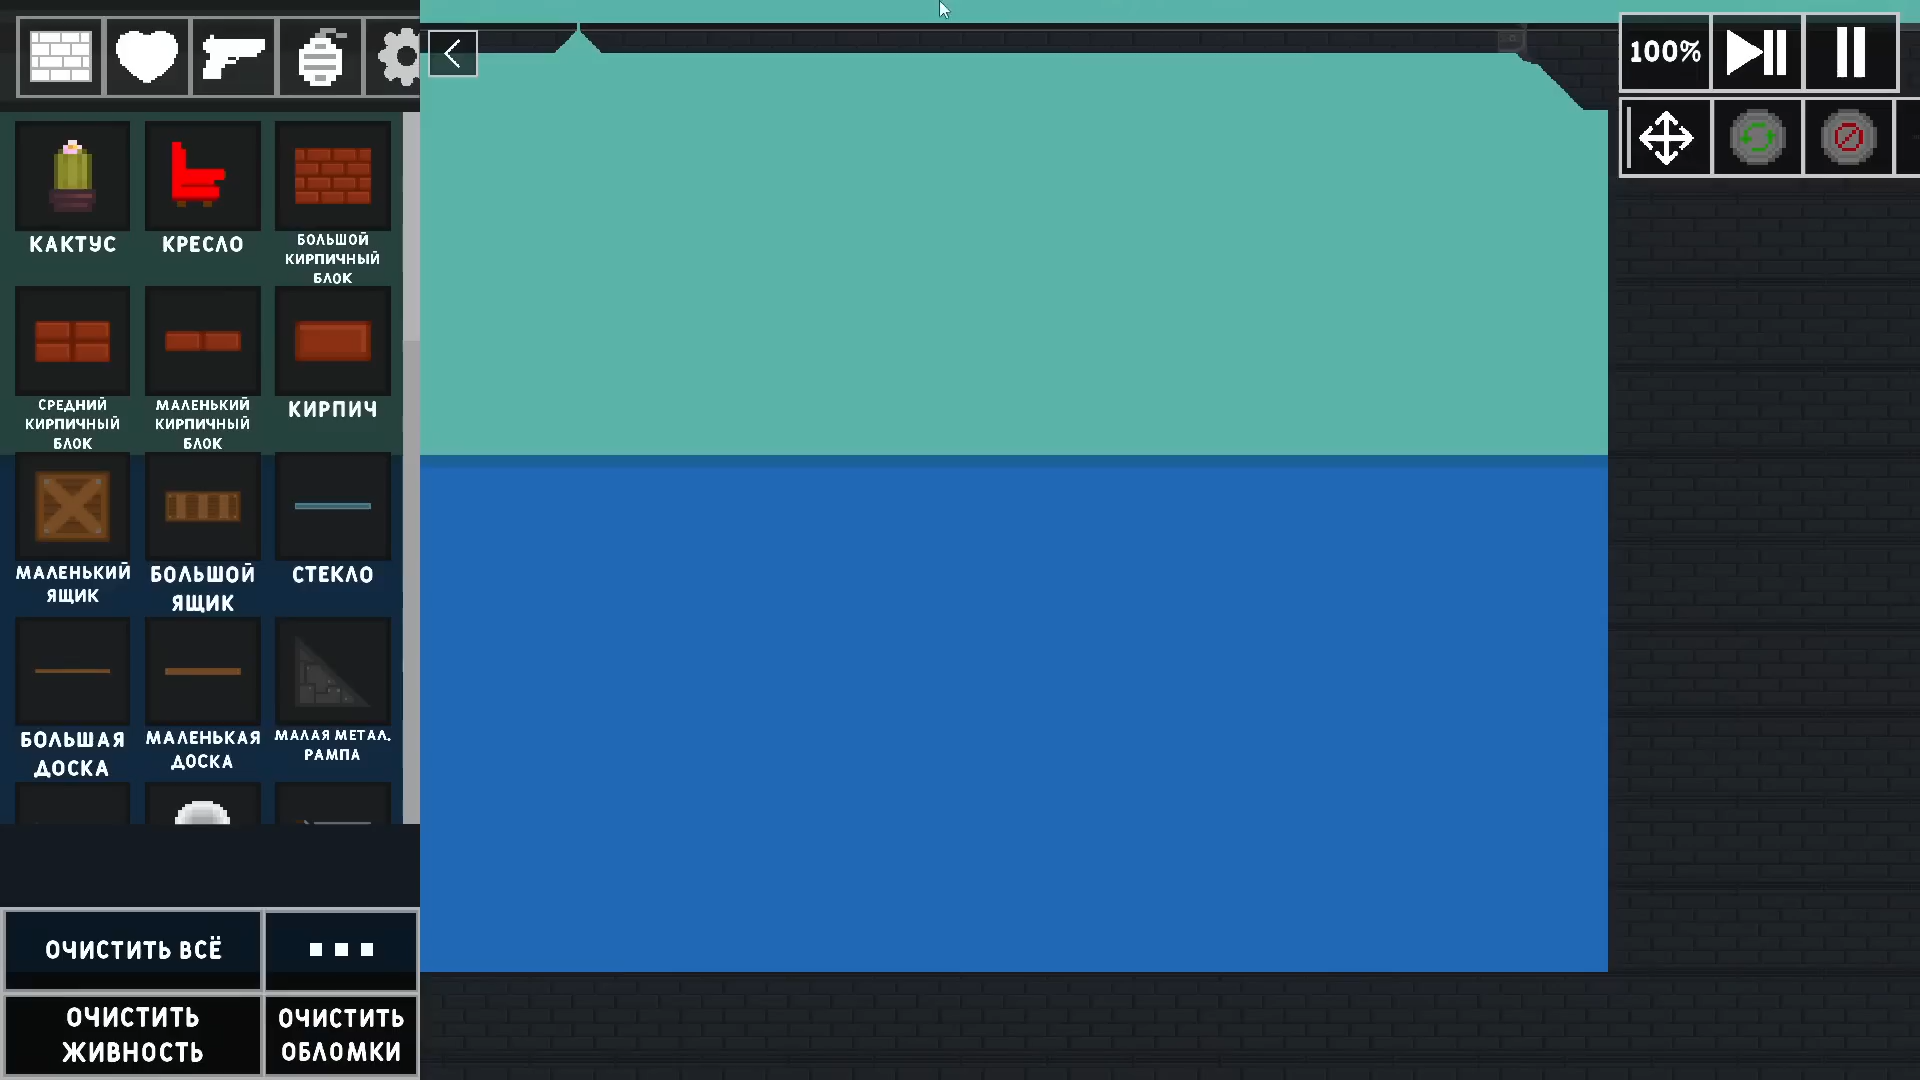 100%
КАКТУС
КРЕСЛО
БОЛЬШОЙ
КИРПИЧНЫЙ
БЛОК
СРЕДНИЙ
КИРПИЧНЫЙ
БЛОК
МАЛЕНЬКИЙ
КИРПИЧНЫЙ
БЛОК
КИРПИЧ
МАЛЕНЬКИЙ
ЯЩИК
БОЛЬШОЙ
ЯЩИК
СТЕКЛО
БОЛЬШАЯ
ДОСКА
МАЛЕНЬКАЯ
ДОСКА
МАЛАЯ МЕТАЛ.
РАМПА
ОЧИСТИТЬ ВСЁ
ОЧИСТИТЬ
ЖИВНОСТЬ
ОЧИСТИТЬ
ОБЛОМКИ